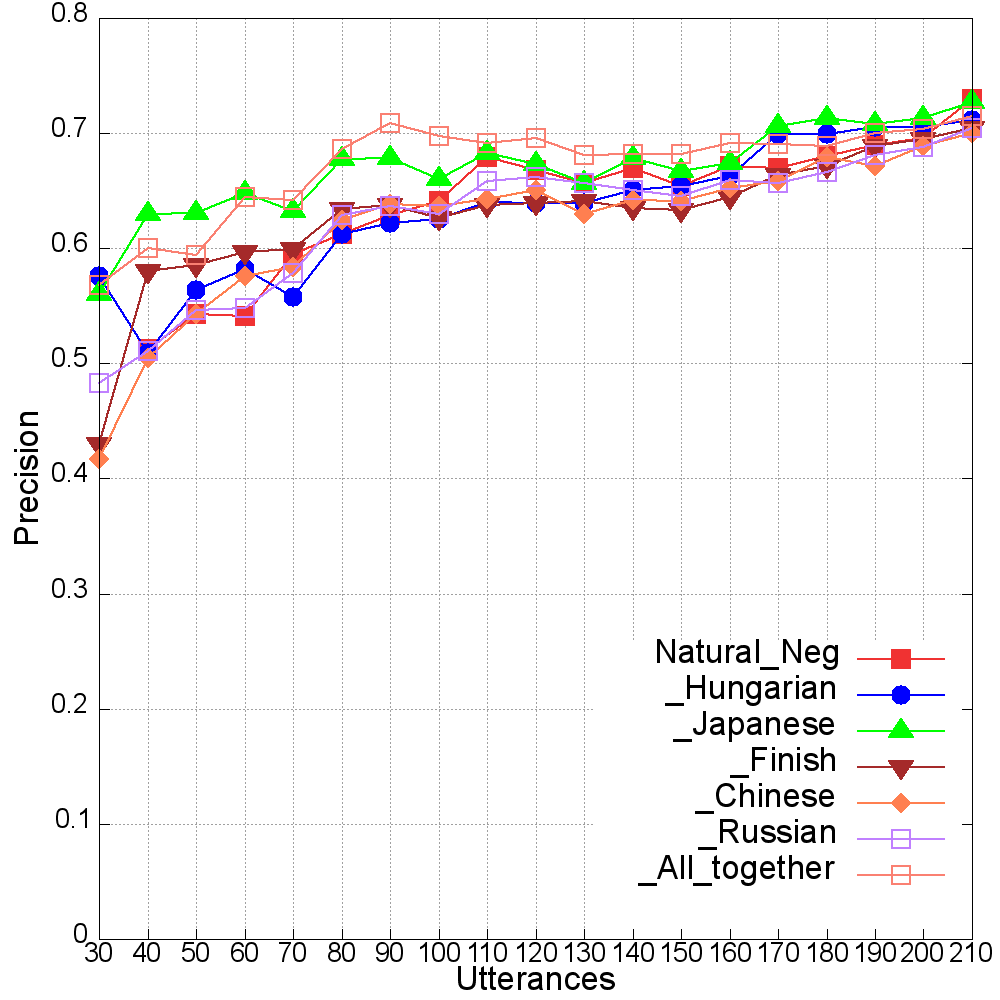 0.8
0.7
0.6
0.5
0.4
0.3
0.2
0.1
0
Precision
30 40 50 60 70 80 90 100 110 120 130 140 150 160 170 180 190 200 210
Utterances
Natural_Neg
_Hungarian
_Japanese
_Finish
_Chinese
_Russian
_All_together